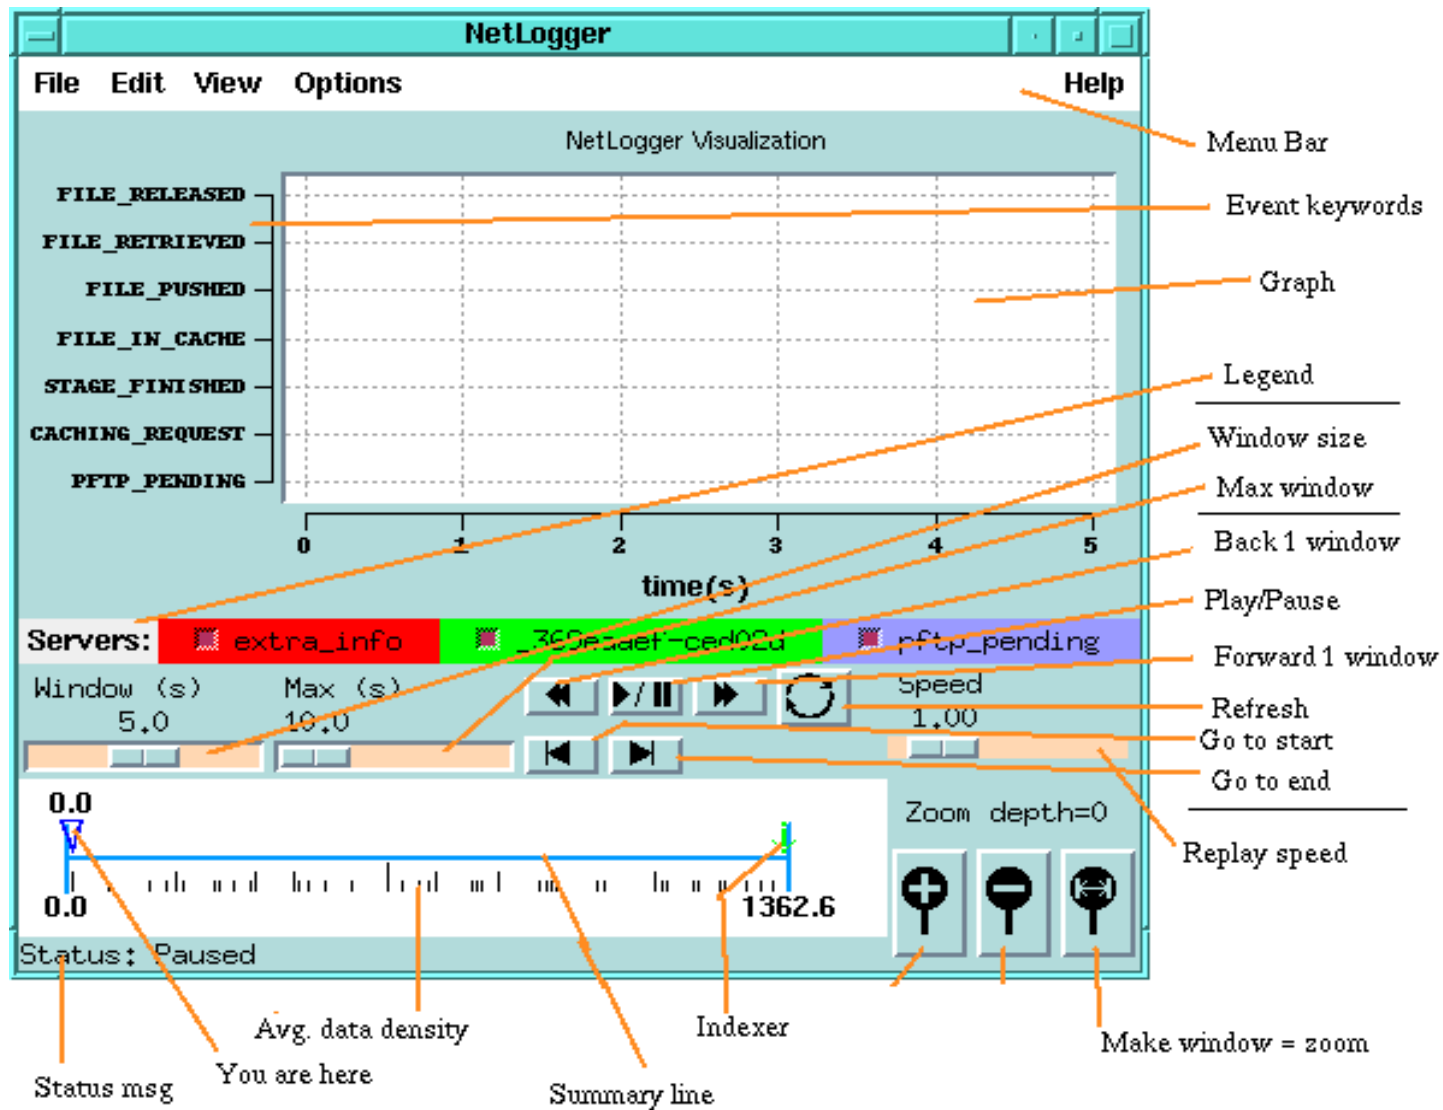 NetLogger
File Edit View Options Help
NetLogger Visualization
Menu Bar
FILE_RELEASED
Event keywords
FILE_RETRIEVED
FILE_PUSHED
Graph
FILE_IN_CACHE
STAGE_FINISHED
Legend
CACHING_REQUEST
Window size
PFTP_PENDING
Max window
0 1 2 3 4 5
Back 1 window
time(s)
Play/Pause
Servers: extra_info _369eaaef-ced02d pftp_pending
Forward 1 window
Window (s) Max (s) Speed
5.0 10.0 1.00
Refresh
Go to start
Go to end
0.0
Zoom depth=0
Replay speed
0.0 1362.6
Status: Paused
Avg. data density
Indexer
Make window = zoom
You are here
Status msg
Summary line